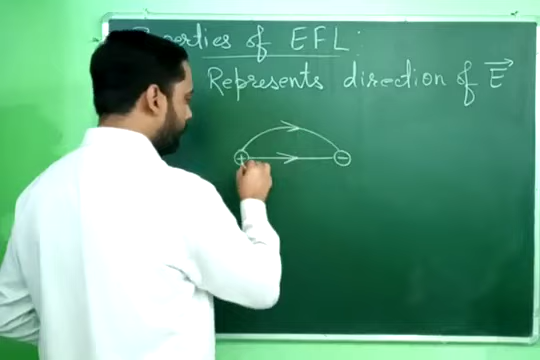 of EFL:
Represents direction of E⃗
+ -